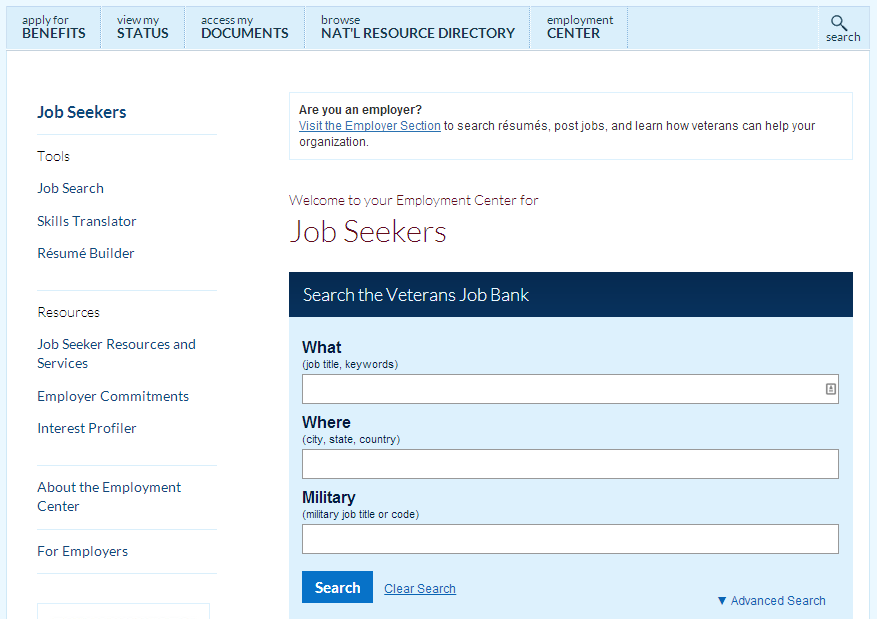 apply for
BENEFITS
view my
STATUS
access my
DOCUMENTS
browse
NAT'L RESOURCE DIRECTORY
employment
CENTER
search
Job Seekers
Tools
Job Search
Skills Translator
Résumé Builder
Resources
Job Seeker Resources and
Services
Employer Commitments
Interest Profiler
About the Employment
Center
For Employers
Are you an employer?
Visit the Employer Section to search résumés, post jobs, and learn how veterans can help your
organization.
Welcome to your Employment Center for
Job Seekers
Search the Veterans Job Bank
What
(job title, keywords)
Where
(city, state, country)
Military
(military job title or code)
Search
Clear Search
▼ Advanced Search